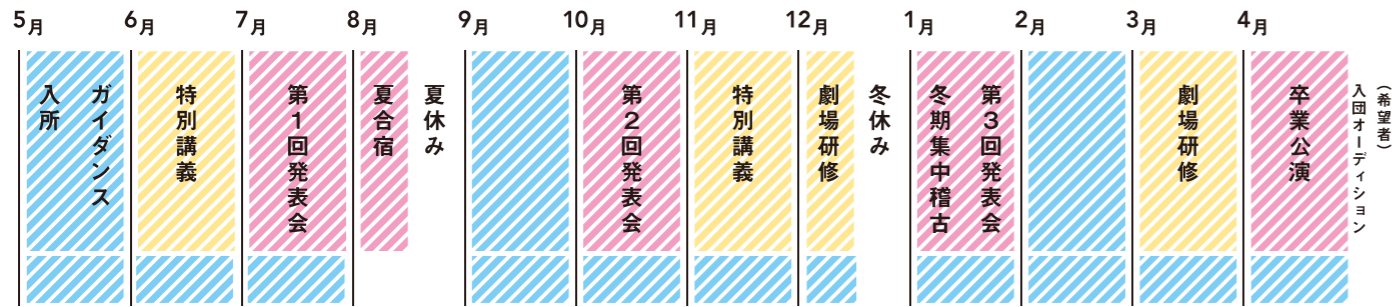 5月
6月
7月
8月
9月
10月
11月
12月
1月
2月
3月
4月
入所
ガイダンス
特別講義
第1回発表会
夏合宿
夏休み
第2回発表会
特別講義
劇場研修
冬休み
冬期集中稽古
第3回発表会
劇場研修
卒業公演
(希望者)
入団オーディション